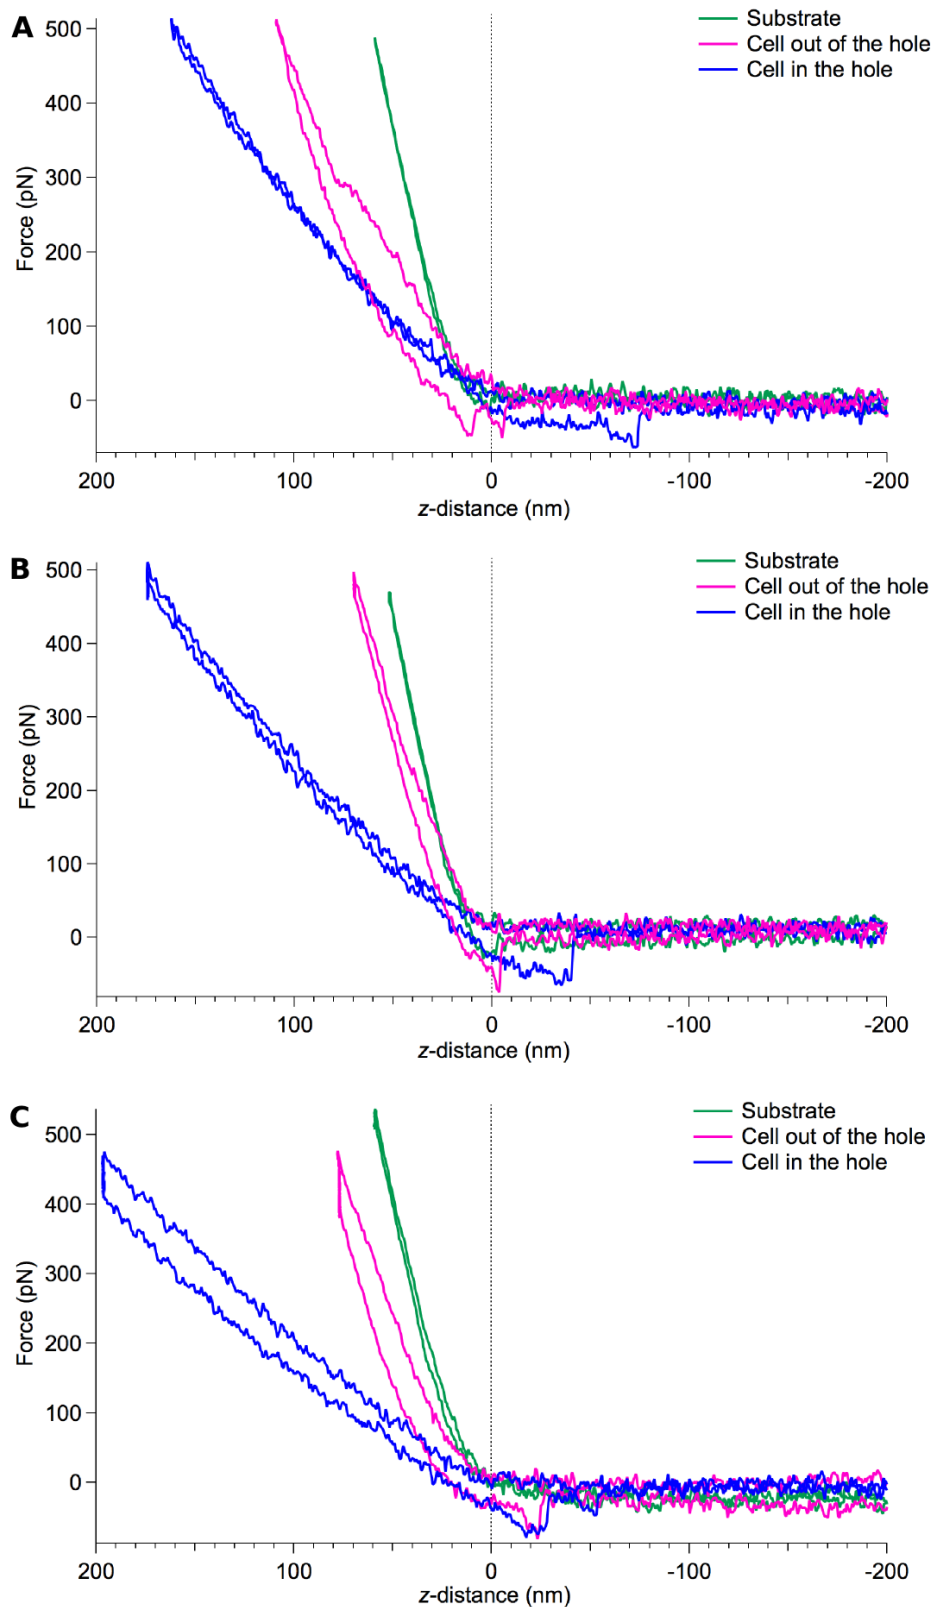 A
Substrate
Cell out of the hole
Cell in the hole
500
400
300
200
100
0
Force (pN)
200 100 0 -100 -200
z-distance (nm)
B
Substrate
Cell out of the hole
Cell in the hole
500
400
300
200
100
0
Force (pN)
200 100 0 -100 -200
z-distance (nm)
C
Substrate
Cell out of the hole
Cell in the hole
500
400
300
200
100
0
Force (pN)
200 100 0 -100 -200
z-distance (nm)